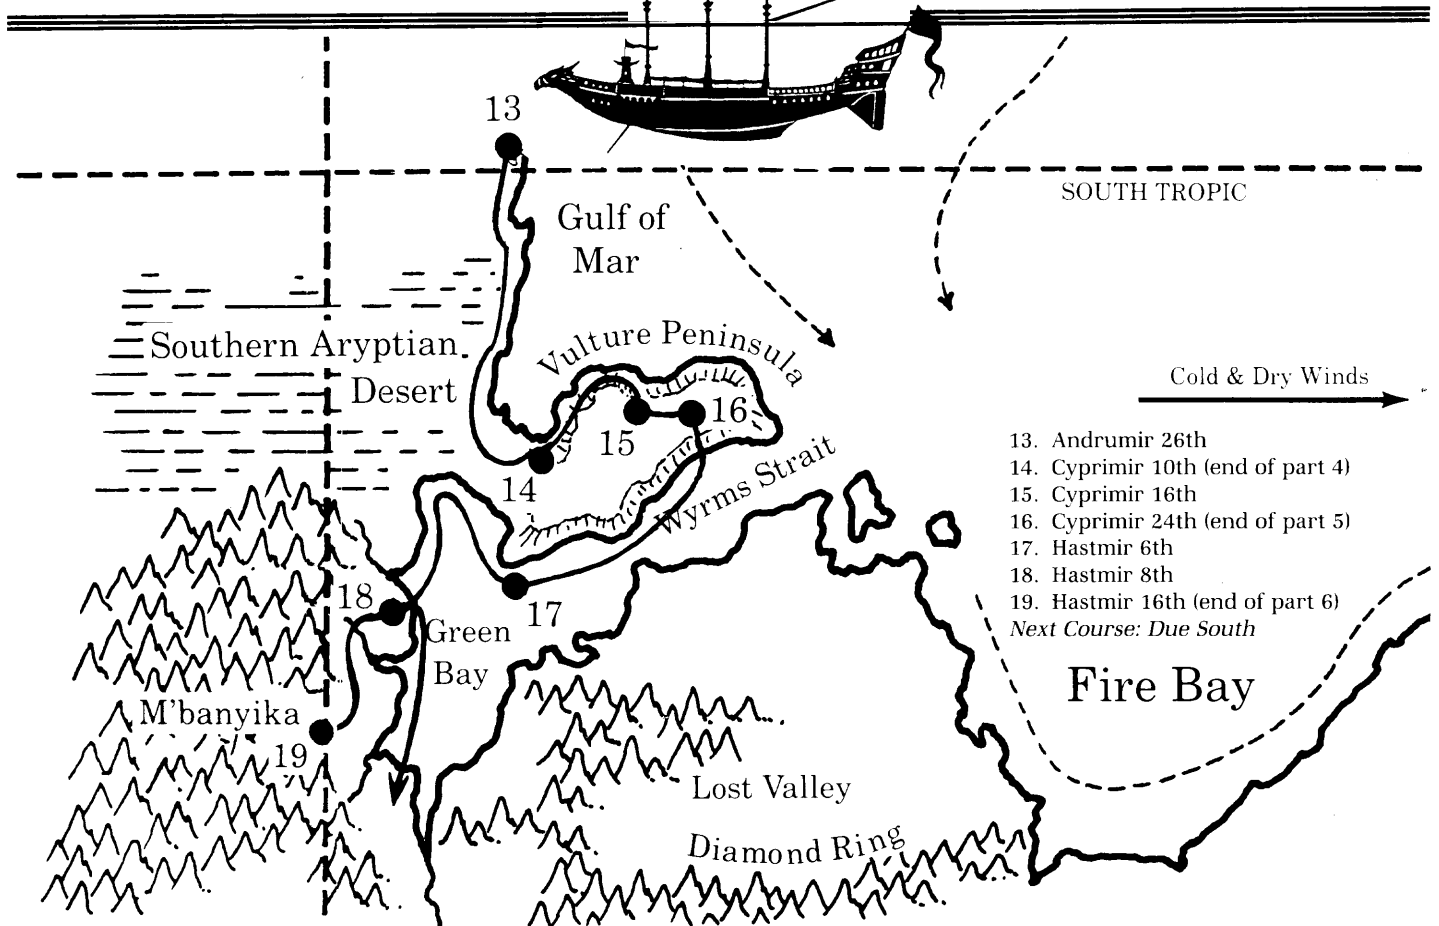 13
SOUTH TROPIC
Gulf of
Mar
Southern Aryptian
Desert
Vulture Peninsula
Cold & Dry Winds
15
16
14
Wyrms Strait
13. Andrumir 26th
14. Cyprimir 10th (end of part 4)
15. Cyprimir 16th
16. Cyprimir 24th (end of part 5)
17. Hastmir 6th
18. Hastmir 8th
19. Hastmir 16th (end of part 6)
Next Course: Due South
18
17
Green
Bay
Fire Bay
M'banyika
19
Lost Valley
Diamond Ring